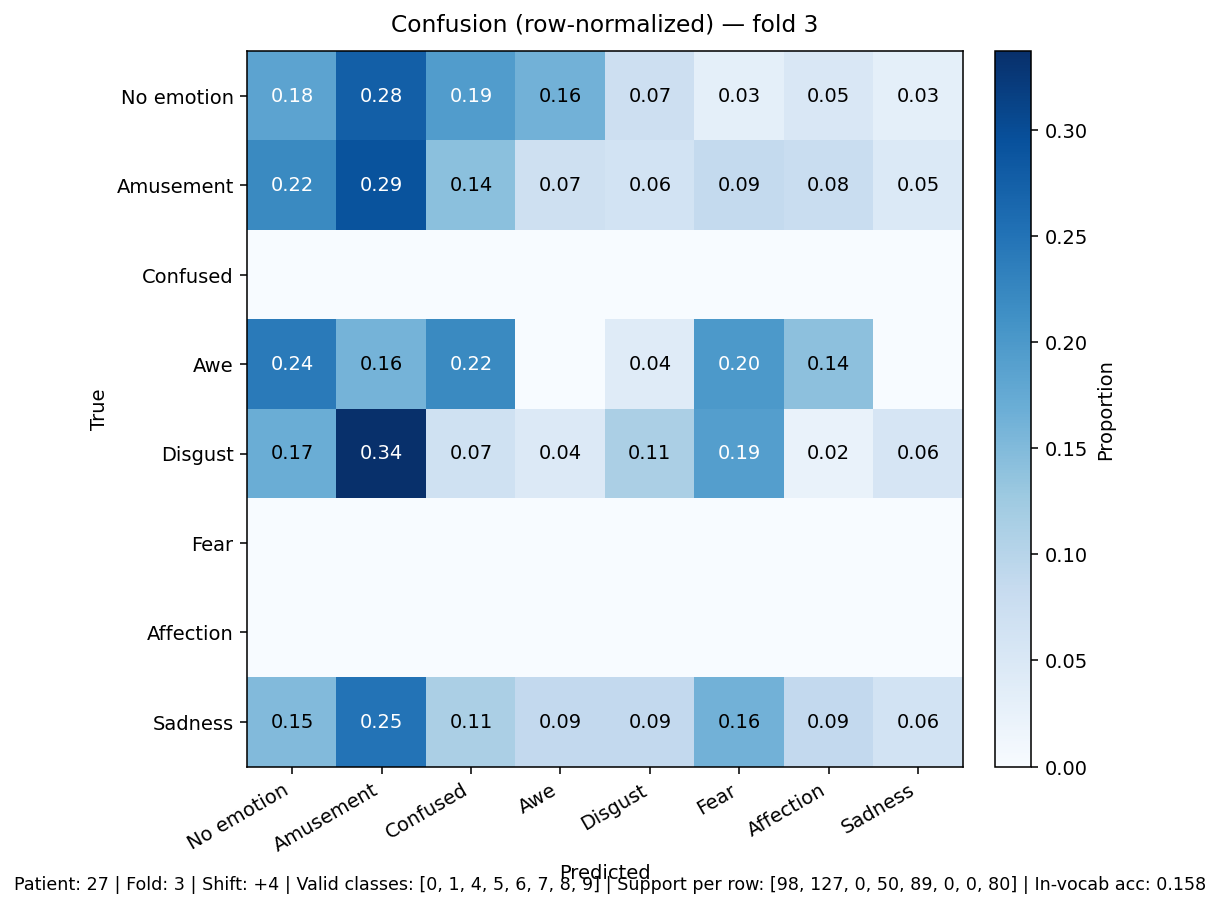 Confusion (row-normalized) — fold 3
No emotion 0.18 0.28 0.19 0.16 0.07 0.03 0.05 0.03
Amusement 0.22 0.29 0.14 0.07 0.06 0.09 0.08 0.05
Confused
Awe 0.24 0.16 0.22 0.04 0.20 0.14
Disgust 0.17 0.34 0.07 0.04 0.11 0.19 0.02 0.06
Fear
Affection
Sadness 0.15 0.25 0.11 0.09 0.09 0.16 0.09 0.06
True
No emotion Amusement Confused Awe Disgust Fear Affection Sadness
Predicted
0.30
0.25
0.20
0.15
0.10
0.05
0.00
Proportion
Patient: 27 | Fold: 3 | Shift: +4 | Valid classes: [0, 1, 4, 5, 6, 7, 8, 9] | Support per row: [98, 127, 0, 50, 89, 0, 0, 80] | In-vocab acc: 0.158